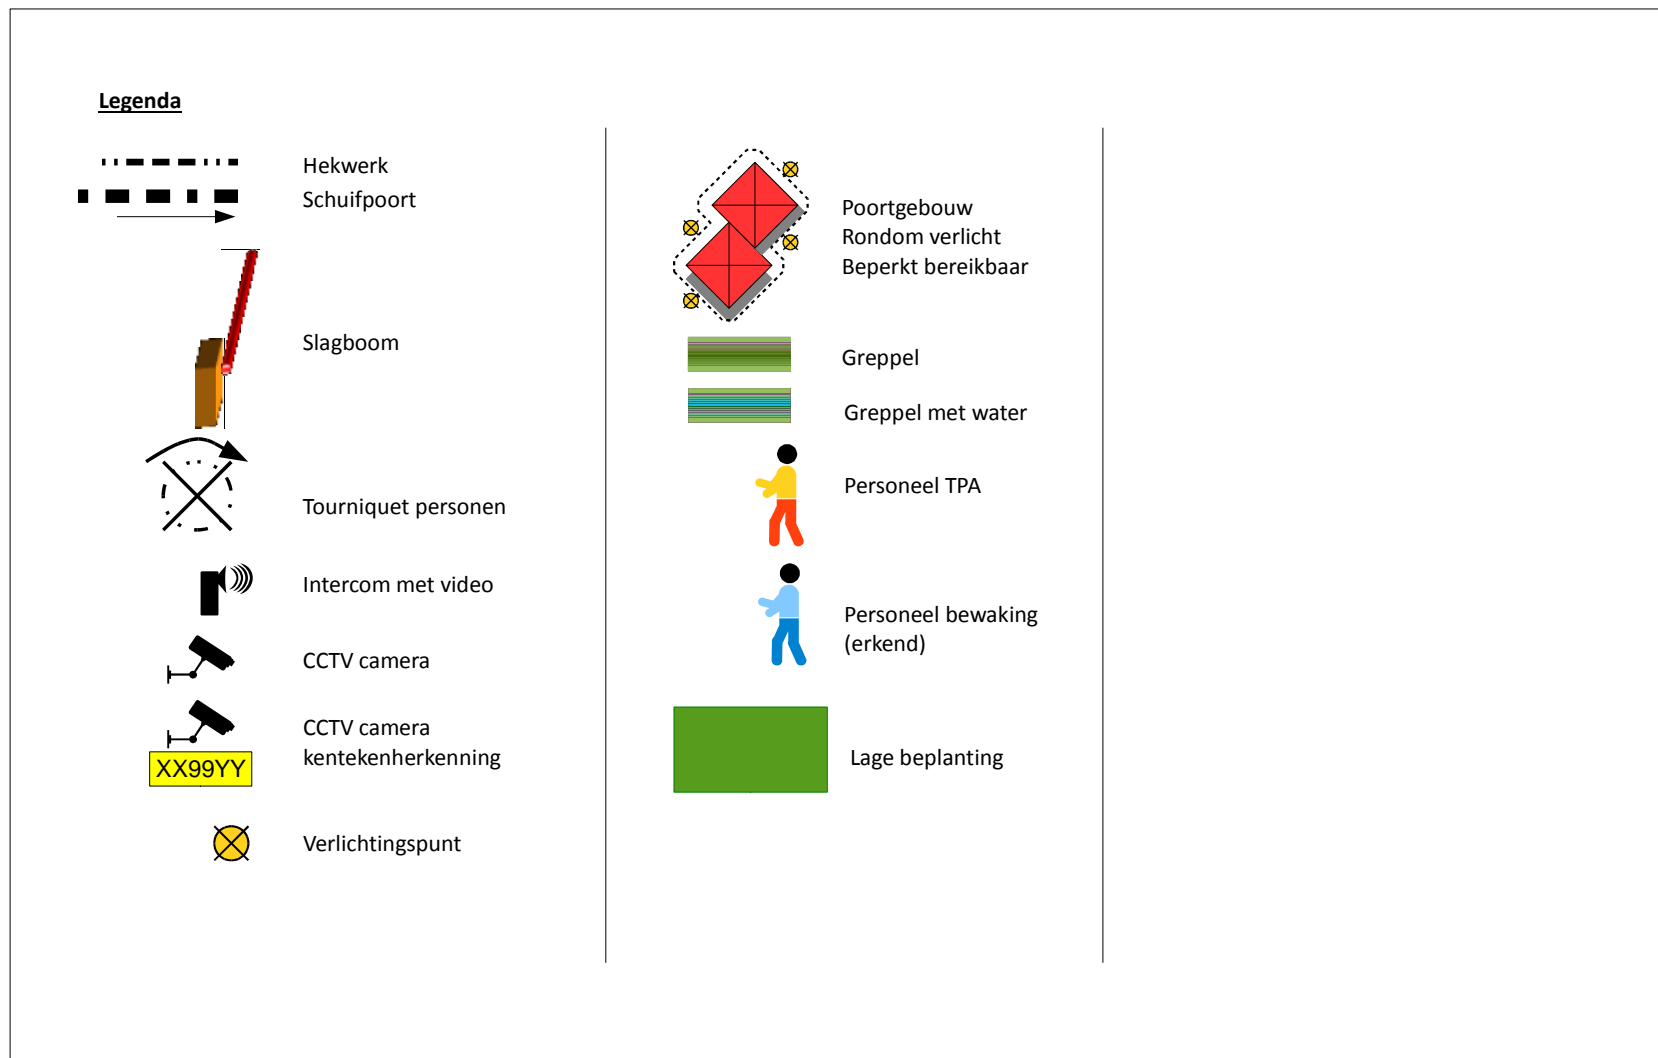 Legenda
Hekwerk
Schuifpoort
Slagboom
Tourniquet personen
Intercom met video
CCTV camera
CCTV camera
kentekenherkenning
XX99YY
Verlichtingspunt
Poortgebouw
Rondom verlicht
Beperkt bereikbaar
Greppel
Greppel met water
Personeel TPA
Personeel bewaking
(erkend)
Lage beplanting